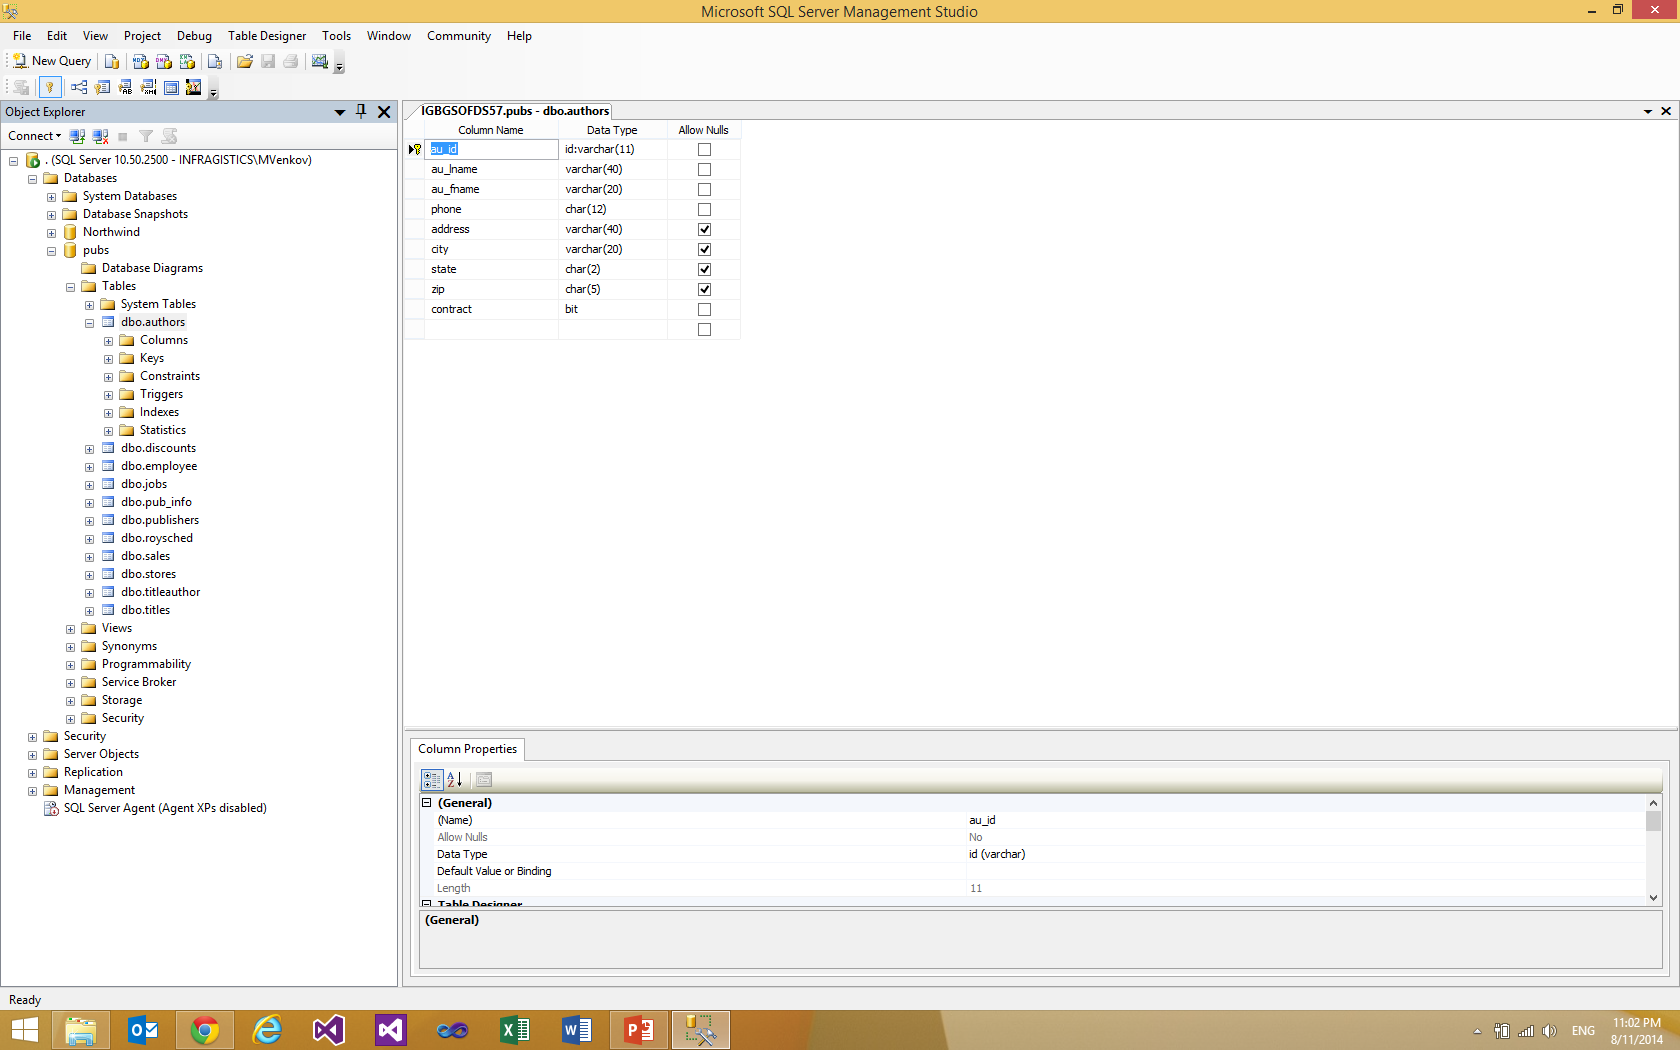 Microsoft SQL Server Management Studio
File Edit View Project Debug Table Designer Tools Window Community Help
New Query
Object Explorer
Connect
. (SQL Server 10.50.2500 - INFRAGISTICS\MVenkov)
Databases
System Databases
Database Snapshots
Northwind
pubs
Database Diagrams
Tables
System Tables
dbo.authors
Columns
Keys
Constraints
Triggers
Indexes
Statistics
dbo.discounts
dbo.employee
dbo.jobs
dbo.pub_info
dbo.publishers
dbo.roysched
dbo.sales
dbo.stores
dbo.titleauthor
dbo.titles
Views
Synonyms
Programmability
Service Broker
Storage
Security
Security
Server Objects
Replication
Management
SQL Server Agent (Agent XPs disabled)
IGBGSOFDS57.pubs - dbo.authors
Column Name Data Type Allow Nulls
au_id id:varchar(11)
au_lname varchar(40)
au_fname varchar(20)
phone char(12)
address varchar(40)
city varchar(20)
state char(2)
zip char(5)
contract bit
Column Properties
(General)
(Name) au_id
Allow Nulls No
Data Type id (varchar)
Default Value or Binding
Length 11
Table Designer
(General)
Ready
ENG
11:02 PM
8/11/2014